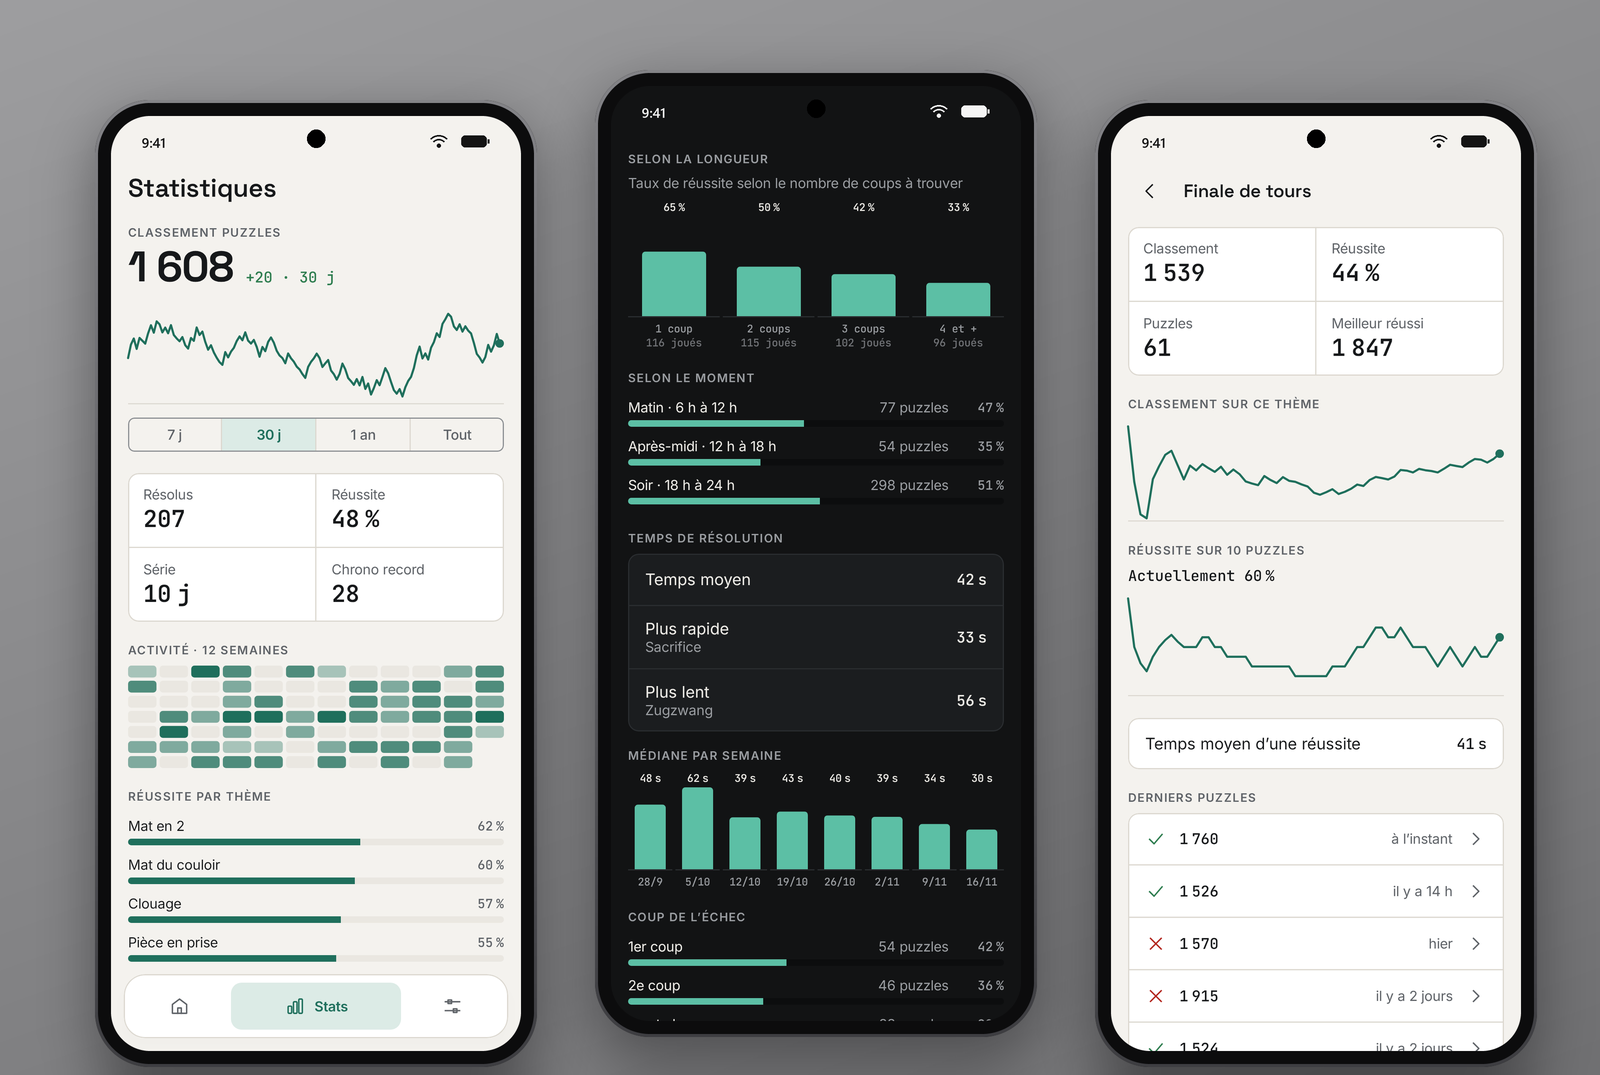 9:41
Statistiques
CLASSEMENT PUZZLES
1 608 +20 · 30 j
7 j 30 j 1 an Tout
Résolus Réussite
207 48 %
Série Chrono record
10 j 28
ACTIVITÉ · 12 SEMAINES
RÉUSSITE PAR THÈME
Mat en 2 62 %
Mat du couloir 60 %
Clouage 57 %
Pièce en prise 55 %
Stats
9:41
SELON LA LONGUEUR
Taux de réussite selon le nombre de coups à trouver
65 % 50 % 42 % 33 %
1 coup 2 coups 3 coups 4 et +
116 joués 115 joués 102 joués 96 joués
SELON LE MOMENT
Matin · 6 h à 12 h 77 puzzles 47 %
Après-midi · 12 h à 18 h 54 puzzles 35 %
Soir · 18 h à 24 h 298 puzzles 51 %
TEMPS DE RÉSOLUTION
Temps moyen 42 s
Plus rapide 33 s
Sacrifice
Plus lent 56 s
Zugzwang
MÉDIANE PAR SEMAINE
48 s 62 s 39 s 43 s 40 s 39 s 34 s 30 s
28/9 5/10 12/10 19/10 26/10 2/11 9/11 16/11
COUP DE L’ÉCHEC
1er coup 54 puzzles 42 %
2e coup 46 puzzles 36 %
9:41
Finale de tours
Classement Réussite
1 539 44 %
Puzzles Meilleur réussi
61 1 847
CLASSEMENT SUR CE THÈME
RÉUSSITE SUR 10 PUZZLES
Actuellement 60 %
Temps moyen d’une réussite 41 s
DERNIERS PUZZLES
1 760 à l’instant
1 526 il y a 14 h
1 570 hier
1 915 il y a 2 jours
1 524 il y a 2 jours